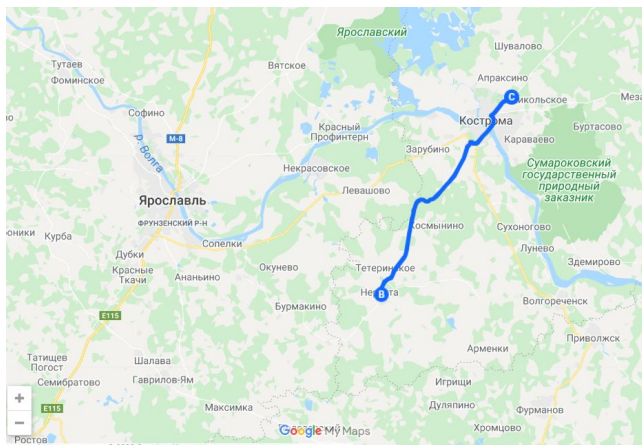 Ярославский
Шувалово
Тутаев
Фоминское
Вятское
Апраксино
C
икольское
Меза
Софино
р. Волга
М-8
Красный
Профинтерн
Кострома
Буртасово
Караваево
Зарубино
Сумароковский
государственный
природный
заказник
Некрасовское
Левашово
Ярославль
ФРУНЗЕНСКИЙ Р-Н
Космынино
Сухоногово
роники
Курба
Сопелки
Дубки
Лунево
Красные
Ткачи
Ананьино
Окунево
Тетеринское
Здемирово
B
Волгореченск
Бурмакино
E115
Приволжск
Татищев
Погост
Шалава
Арменки
Семибратово
Гаврилов-Ям
Игрищи
+
−
E115
Максимка
Дуляпино
Фурманов
Ростов
Google My Maps
Хромцово